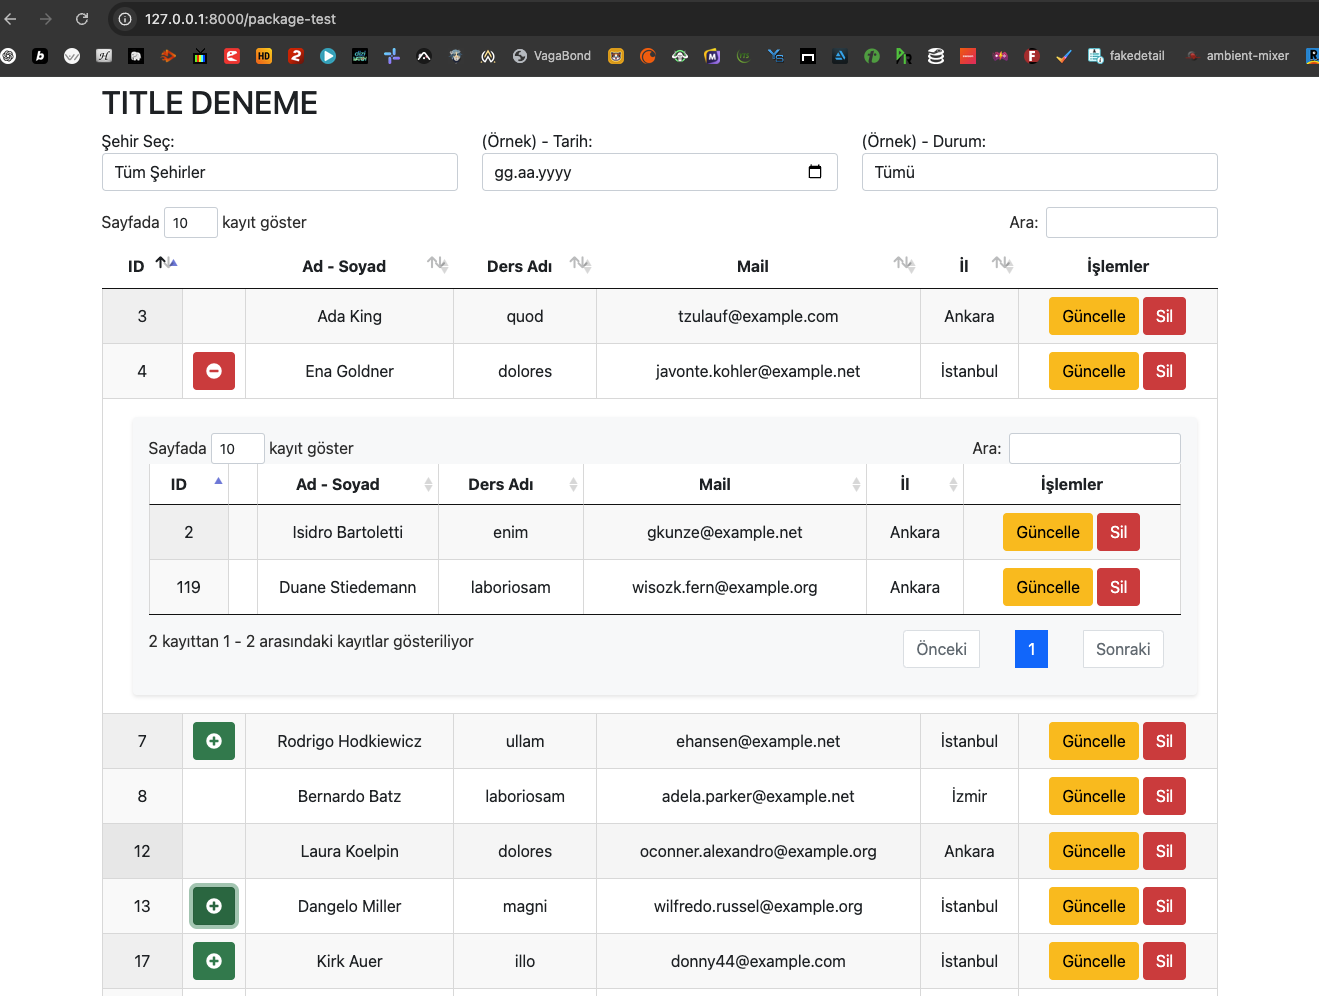 127.0.0.1:8000/package-test
HD VagaBond fakedetail ambient-mixer
TITLE DENEME
Şehir Seç: (Örnek) - Tarih: (Örnek) - Durum:
Tüm Şehirler gg.aa.yyyy Tümü
Sayfada 10 kayıt göster Ara:
ID Ad - Soyad Ders Adı Mail İl İşlemler
3 Ada King quod tzulauf@example.com Ankara Güncelle Sil
4 Ena Goldner dolores javonte.kohler@example.net İstanbul Güncelle Sil
Sayfada 10 kayıt göster Ara:
ID Ad - Soyad Ders Adı Mail İl İşlemler
2 Isidro Bartoletti enim gkunze@example.net Ankara Güncelle Sil
119 Duane Stiedemann laboriosam wisozk.fern@example.org Ankara Güncelle Sil
2 kayıttan 1 - 2 arasındaki kayıtlar gösteriliyor Önceki 1 Sonraki
7 Rodrigo Hodkiewicz ullam ehansen@example.net İstanbul Güncelle Sil
8 Bernardo Batz laboriosam adela.parker@example.net İzmir Güncelle Sil
12 Laura Koelpin dolores oconner.alexandro@example.org Ankara Güncelle Sil
13 Dangelo Miller magni wilfredo.russel@example.org İstanbul Güncelle Sil
17 Kirk Auer illo donny44@example.com İstanbul Güncelle Sil